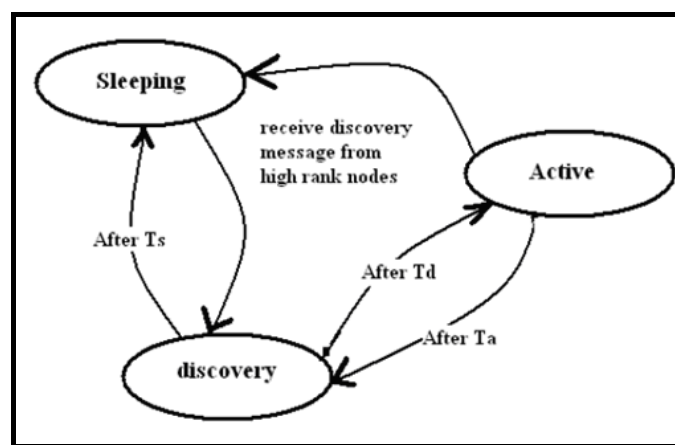 Sleeping
receive discovery
message from
high rank nodes
Active
After Ts
After Td
After Ta
discovery